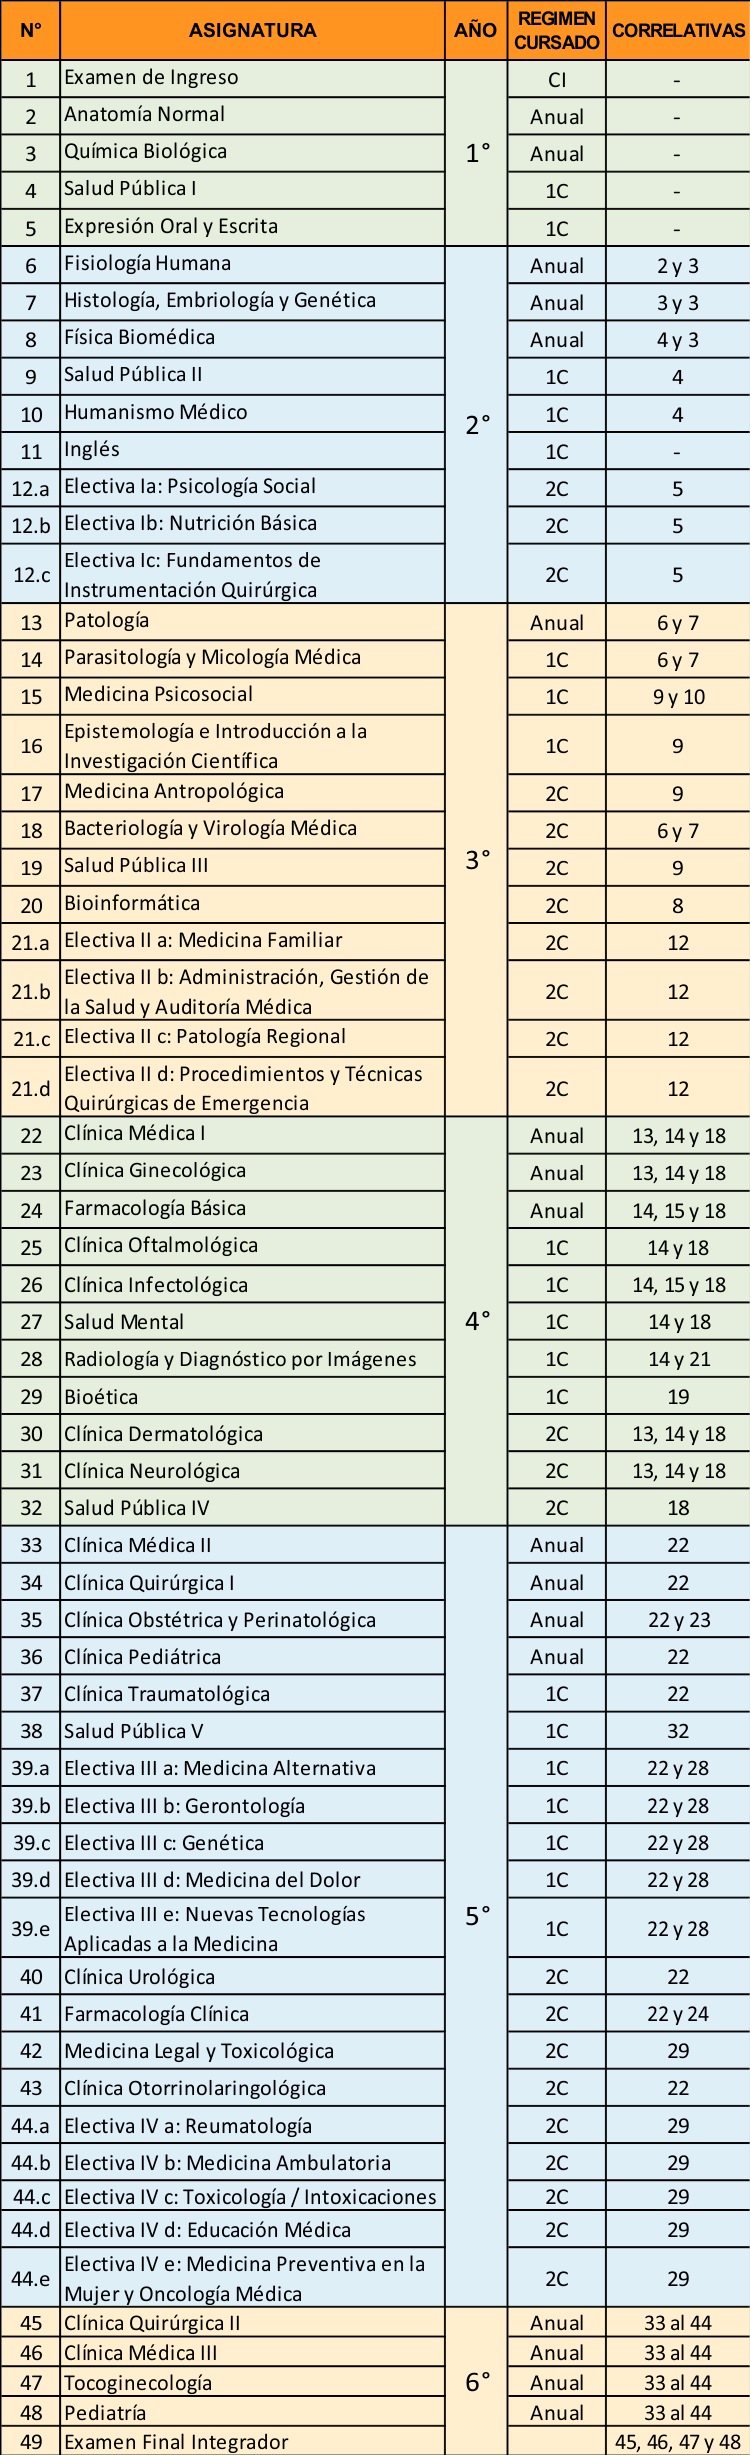 N° ASIGNATURA AÑO REGIMEN CURSADO CORRELATIVAS
1 Examen de Ingreso 1° CI -
2 Anatomía Normal Anual -
3 Química Biológica Anual -
4 Salud Pública I 1C -
5 Expresión Oral y Escrita 1C -
6 Fisiología Humana 2° Anual 2 y 3
7 Histología, Embriología y Genética Anual 3 y 3
8 Física Biomédica Anual 4 y 3
9 Salud Pública II 1C 4
10 Humanismo Médico 1C 4
11 Inglés 1C -
12.a Electiva Ia: Psicología Social 2C 5
12.b Electiva Ib: Nutrición Básica 2C 5
12.c Electiva Ic: Fundamentos de
Instrumentación Quirúrgica 2C 5
13 Patología 3° Anual 6 y 7
14 Parasitología y Micología Médica 1C 6 y 7
15 Medicina Psicosocial 1C 9 y 10
16 Epistemología e Introducción a la
Investigación Científica 1C 9
17 Medicina Antropológica 2C 9
18 Bacteriología y Virología Médica 2C 6 y 7
19 Salud Pública III 2C 9
20 Bioinformática 2C 8
21.a Electiva II a: Medicina Familiar 2C 12
21.b Electiva II b: Administración, Gestión de
la Salud y Auditoría Médica 2C 12
21.c Electiva II c: Patología Regional 2C 12
21.d Electiva II d: Procedimientos y Técnicas
Quirúrgicas de Emergencia 2C 12
22 Clínica Médica I 4° Anual 13, 14 y 18
23 Clínica Ginecológica Anual 13, 14 y 18
24 Farmacología Básica Anual 14, 15 y 18
25 Clínica Oftalmológica 1C 14 y 18
26 Clínica Infectológica 1C 14, 15 y 18
27 Salud Mental 1C 14 y 18
28 Radiología y Diagnóstico por Imágenes 1C 14 y 21
29 Bioética 1C 19
30 Clínica Dermatológica 2C 13, 14 y 18
31 Clínica Neurológica 2C 13, 14 y 18
32 Salud Pública IV 2C 18
33 Clínica Médica II 5° Anual 22
34 Clínica Quirúrgica I Anual 22
35 Clínica Obstétrica y Perinatológica Anual 22 y 23
36 Clínica Pediátrica Anual 22
37 Clínica Traumatológica 1C 22
38 Salud Pública V 1C 32
39.a Electiva III a: Medicina Alternativa 1C 22 y 28
39.b Electiva III b: Gerontología 1C 22 y 28
39.c Electiva III c: Genética 1C 22 y 28
39.d Electiva III d: Medicina del Dolor 1C 22 y 28
39.e Electiva III e: Nuevas Tecnologías
Aplicadas a la Medicina 1C 22 y 28
40 Clínica Urológica 2C 22
41 Farmacología Clínica 2C 22 y 24
42 Medicina Legal y Toxicológica 2C 29
43 Clínica Otorrinolaringológica 2C 22
44.a Electiva IV a: Reumatología 2C 29
44.b Electiva IV b: Medicina Ambulatoria 2C 29
44.c Electiva IV c: Toxicología / Intoxicaciones 2C 29
44.d Electiva IV d: Educación Médica 2C 29
44.e Electiva IV e: Medicina Preventiva en la
Mujer y Oncología Médica 2C 29
45 Clínica Quirúrgica II 6° Anual 33 al 44
46 Clínica Médica III Anual 33 al 44
47 Tocoginecología Anual 33 al 44
48 Pediatría Anual 33 al 44
49 Examen Final Integrador 45, 46, 47 y 48